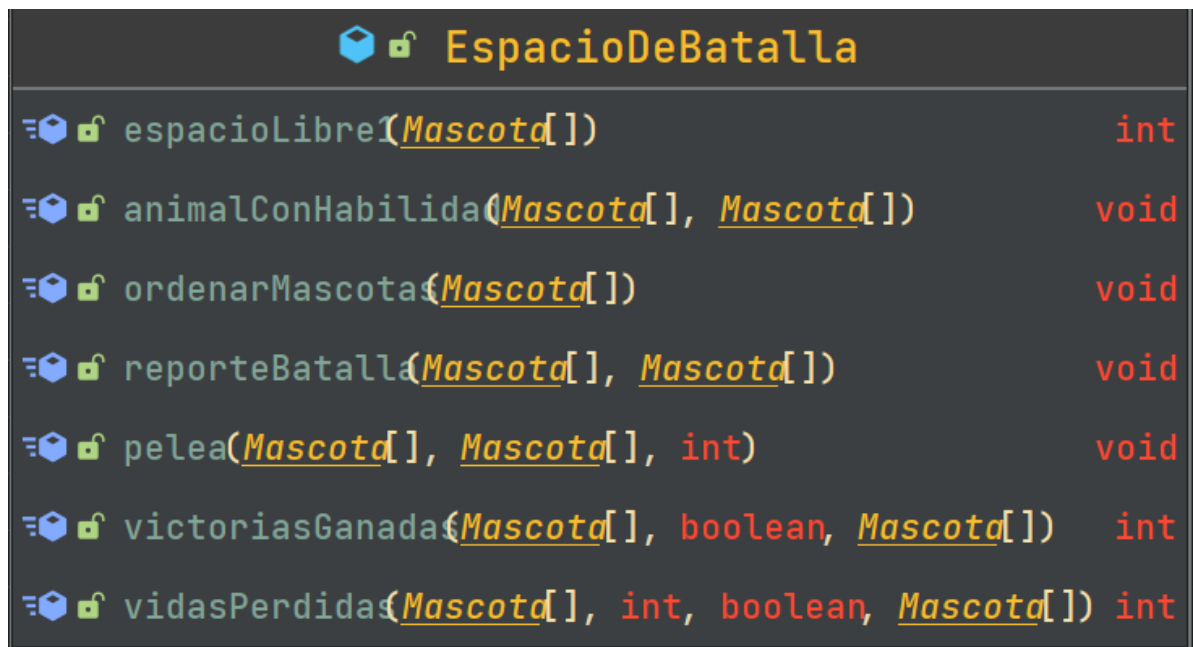 EspacioDeBatalla
espacioLibre1(Mascota[]) int
animalConHabilidad(Mascota[], Mascota[]) void
ordenarMascotas(Mascota[]) void
reporteBatalla(Mascota[], Mascota[]) void
pelea(Mascota[], Mascota[], int) void
victoriasGanadas(Mascota[], boolean, Mascota[]) int
vidasPerdidas(Mascota[], int, boolean, Mascota[]) int